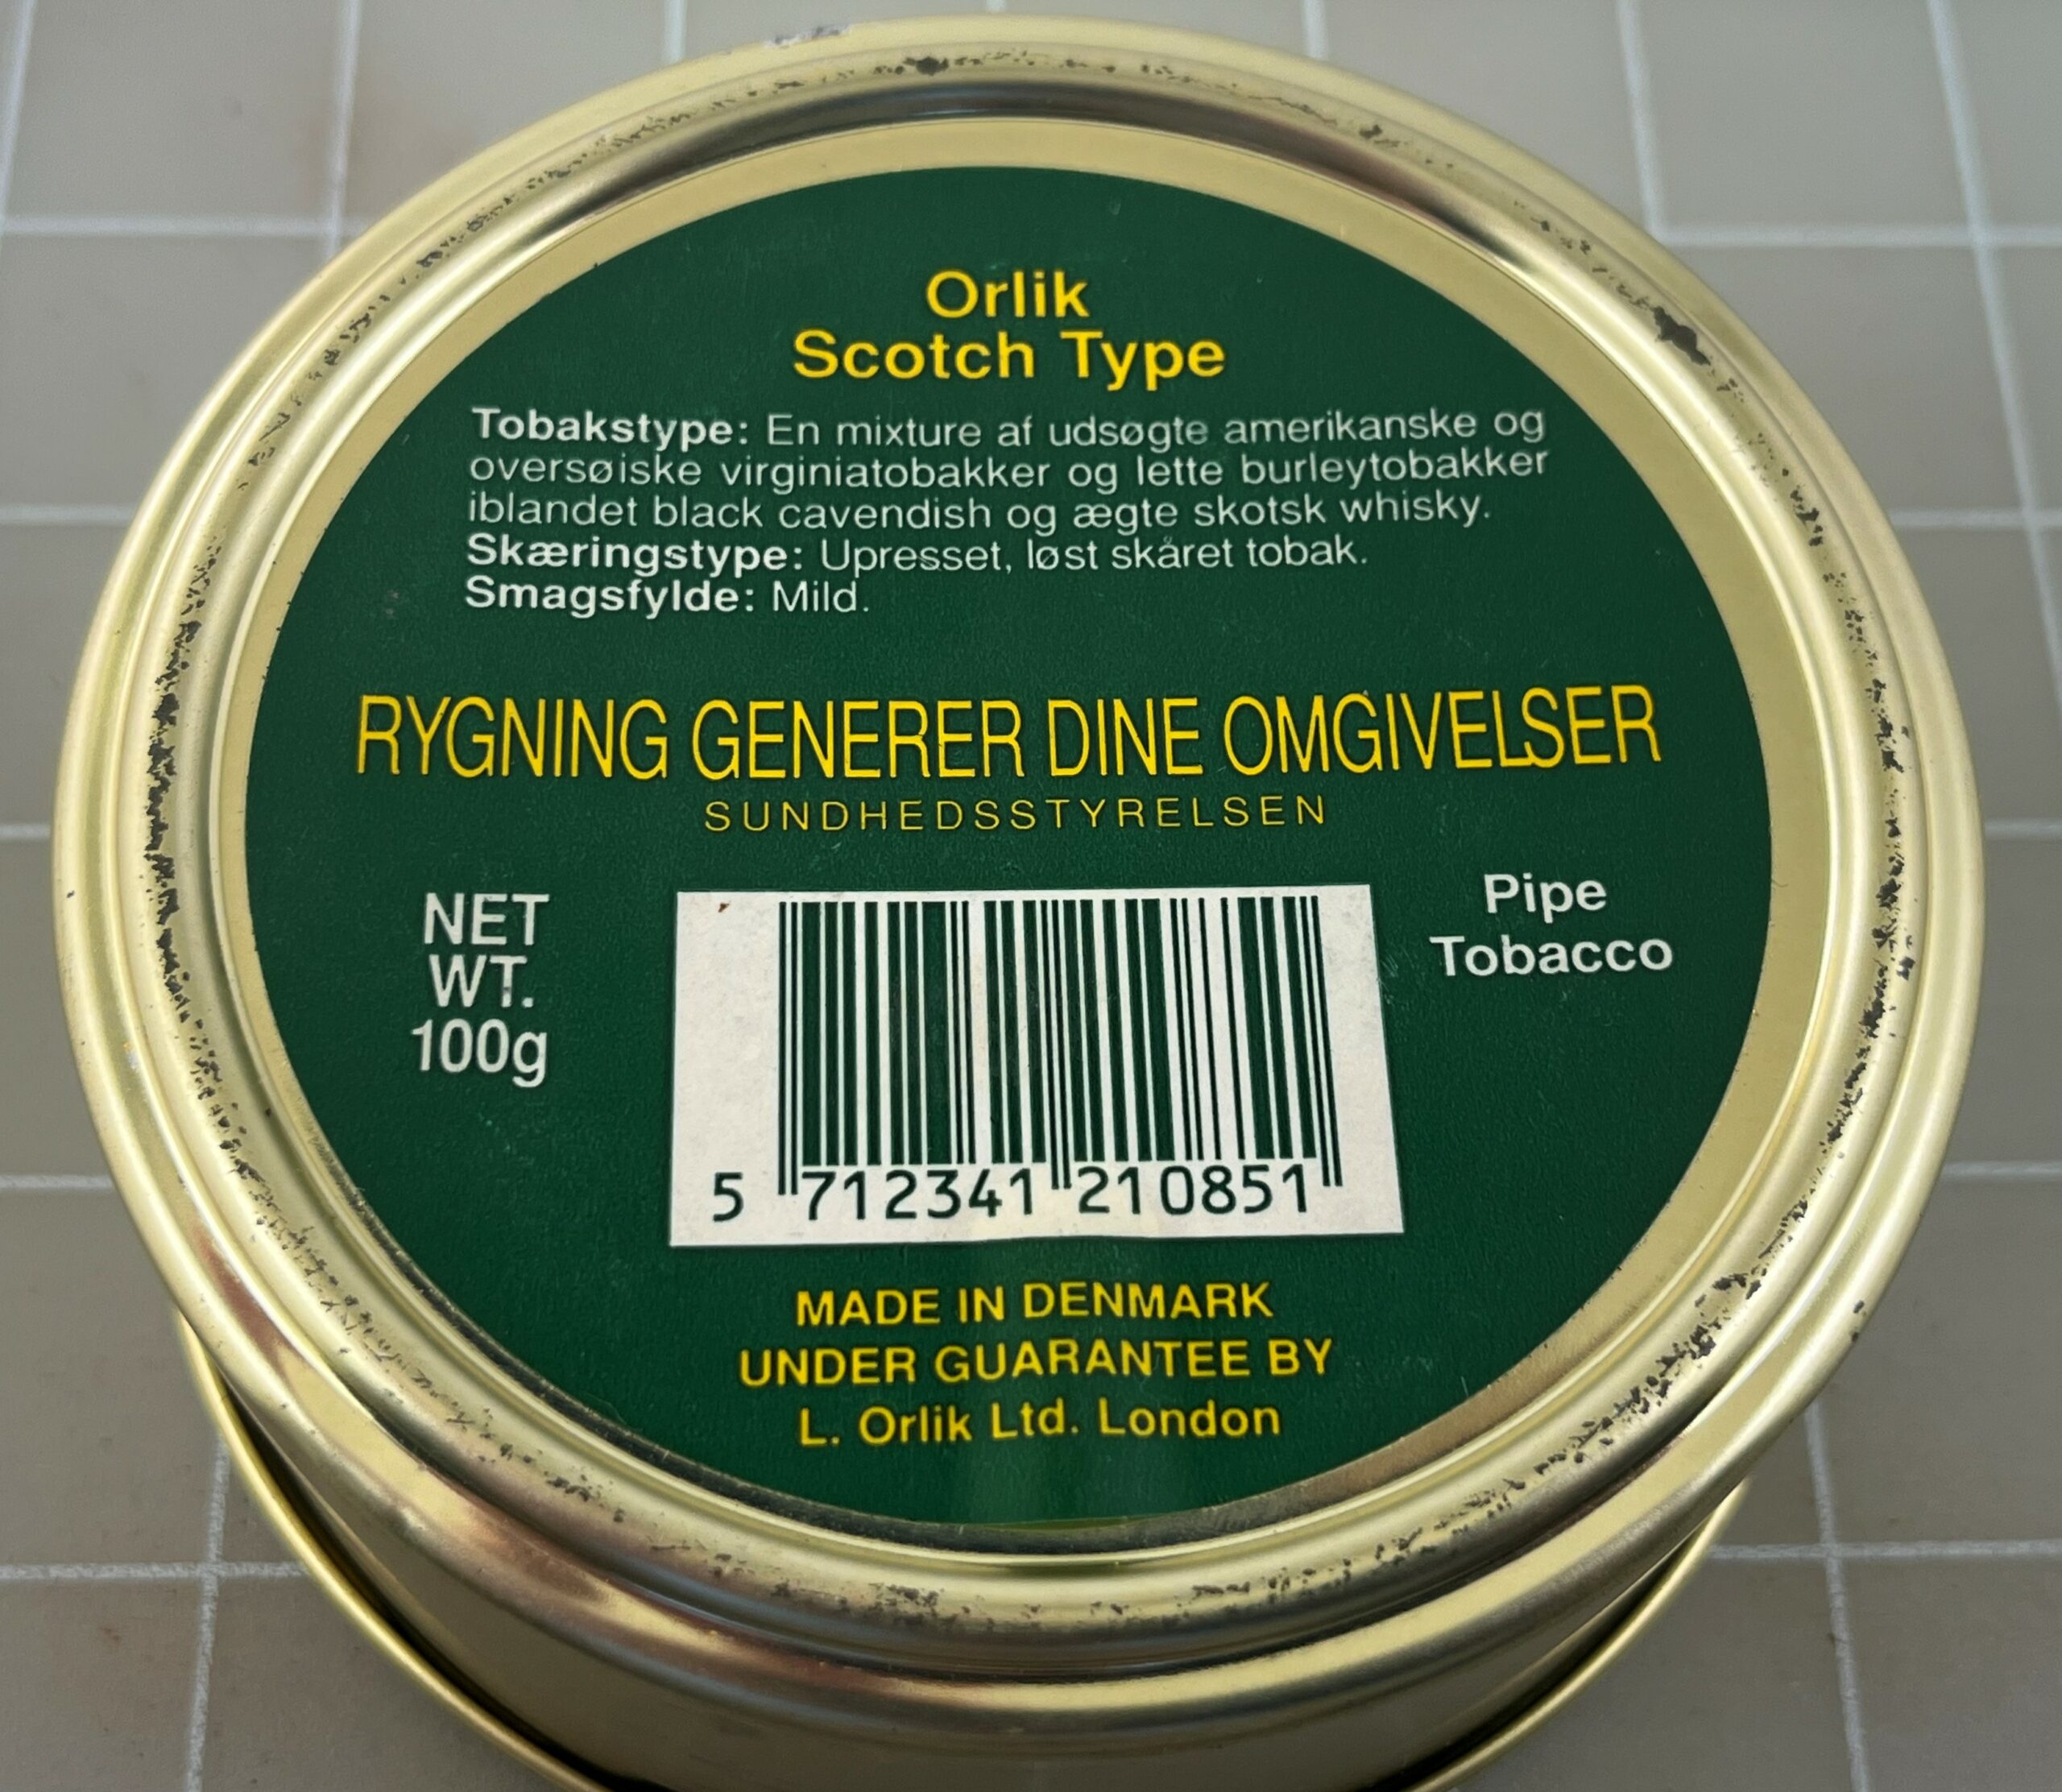 Orlik
Scotch Type
Tobakstype: En mixture af udsøgte amerikanske og
oversøiske virginiatobakker og lette burleytobakker
iblandet black cavendish og ægte skotsk whisky.
Skæringstype: Upresset, løst skåret tobak.
Smagsfylde: Mild.
RYGNING GENERER DINE OMGIVELSER
SUNDHEDSSTYRELSEN
NET
WT.
100g
5 712341 210851
Pipe
Tobacco
MADE IN DENMARK
UNDER GUARANTEE BY
L. Orlik Ltd. London